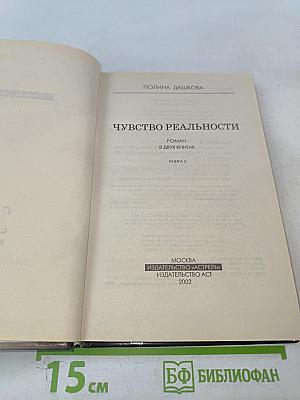 ПОЛИНА ДАШКОВА
ЧУВСТВО РЕАЛЬНОСТИ
РОМАН
В ДВУХ КНИГАХ
КНИГА 2
МОСКВА
ИЗДАТЕЛЬСТВО «АСТРЕЛЬ»
ИЗДАТЕЛЬСТВО АСТ
2002
15 см
БФ БИБЛИОФАН